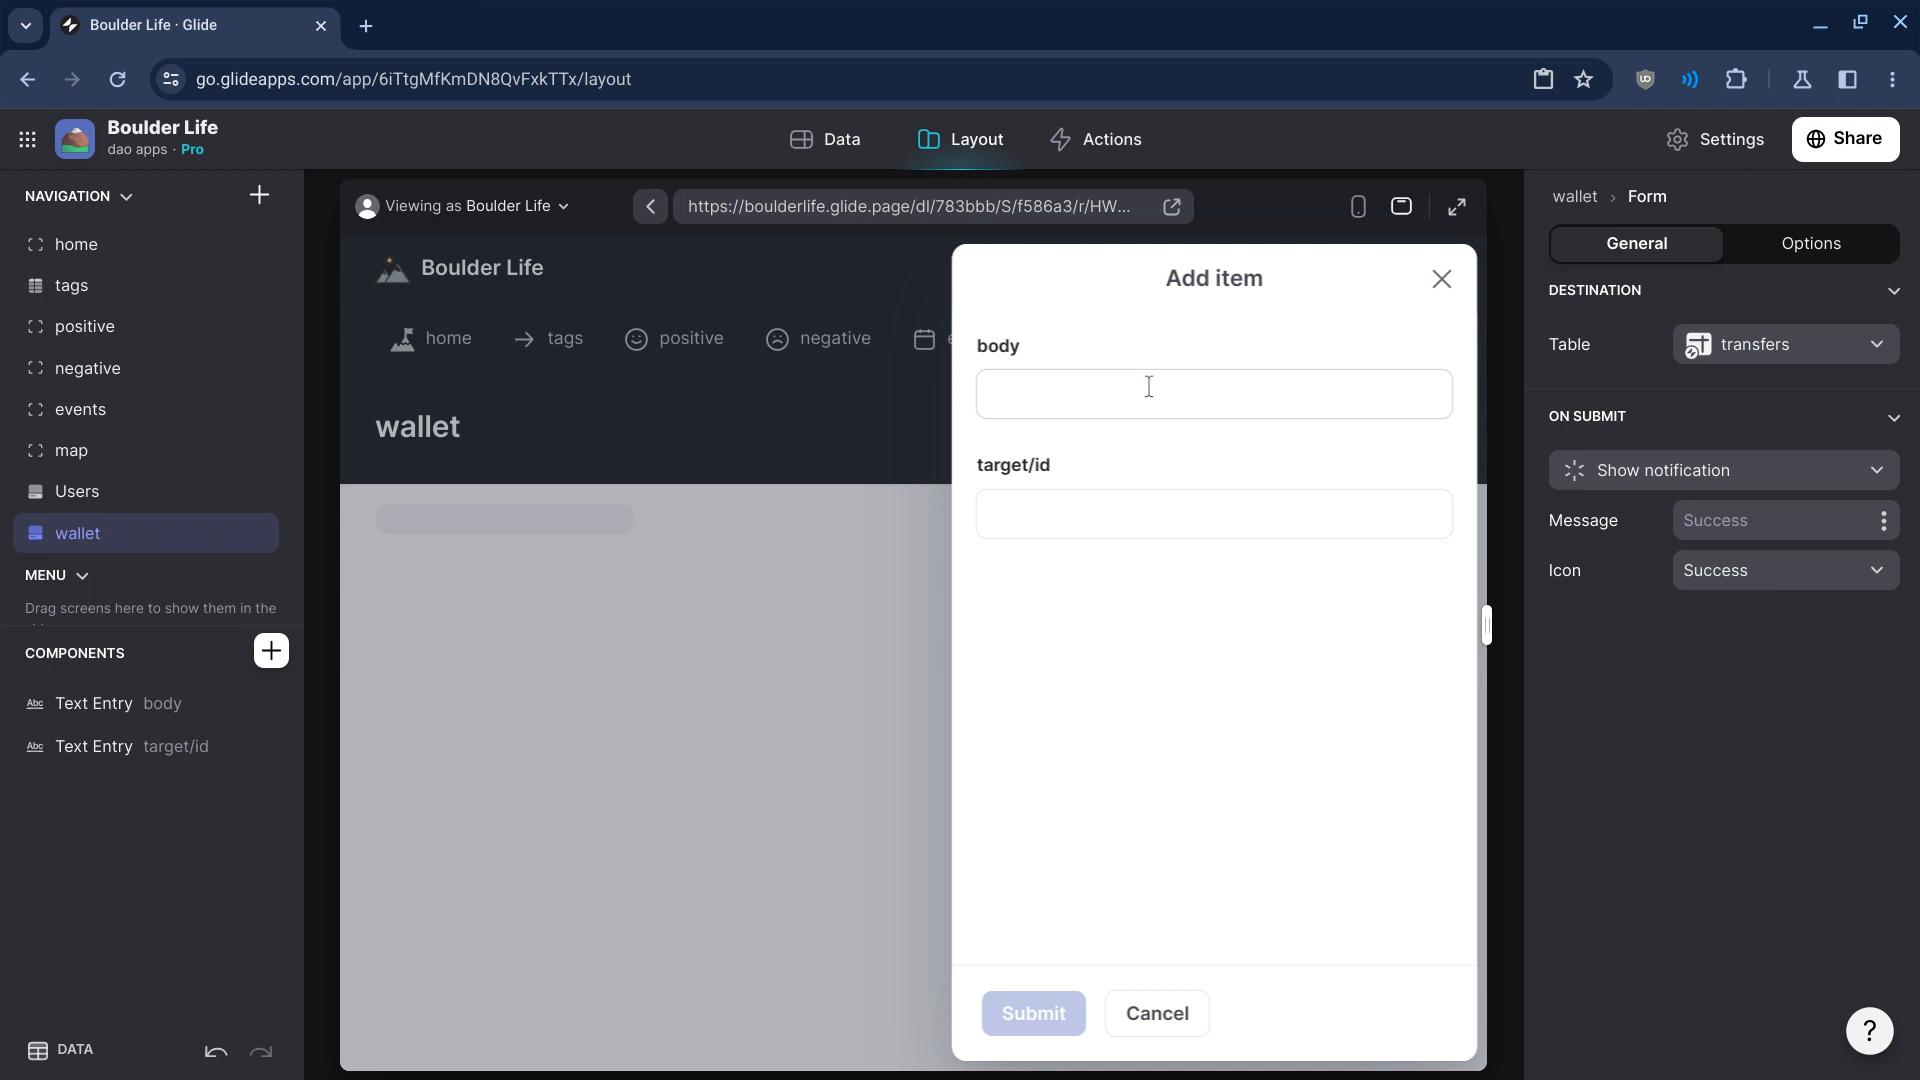 Boulder Life · Glide
go.glideapps.com/app/6iTtgMfKmDN8QvFxkTTx/layout
Boulder Life
dao apps · Pro
Data
Layout
Actions
Settings
Share
NAVIGATION
home
tags
positive
negative
events
map
Users
wallet
MENU
Drag screens here to show them in the
COMPONENTS
Text Entry body
Text Entry target/id
DATA
Viewing as Boulder Life
https://boulderlife.glide.page/dl/783bbb/S/f586a3/r/HW...
Boulder Life
home
tags
positive
negative
wallet
Add item
body
target/id
Submit
Cancel
wallet › Form
General
Options
DESTINATION
Table
transfers
ON SUBMIT
Show notification
Message
Success
Icon
Success
?